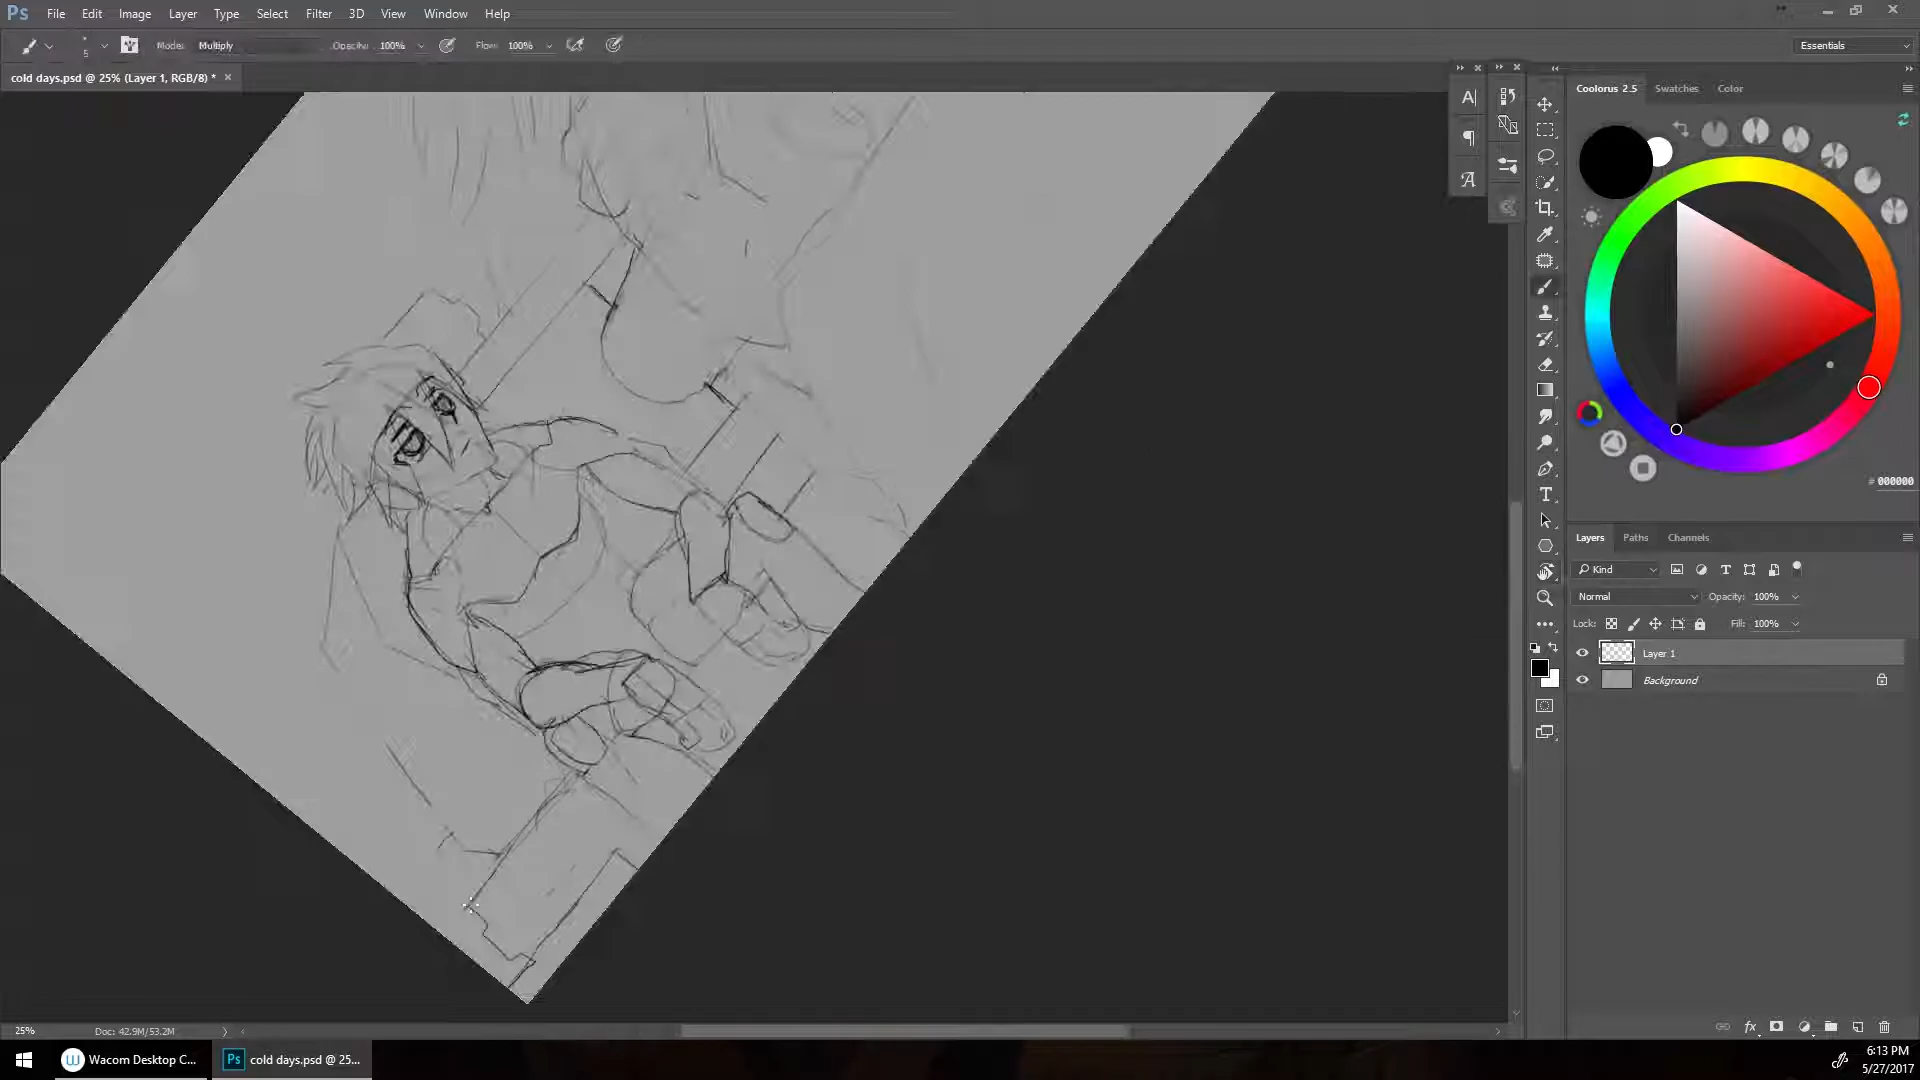 Ps File Edit Image Layer Type Select Filter 3D View Window Help
5 Mode: Multiply Opacity: 100% Flow: 100% Essentials
cold days.psd @ 25% (Layer 1, RGB/8) *
Coolorus 2.5 Swatches Color
# 000000
Layers Paths Channels
Kind
Normal Opacity: 100%
Lock: Fill: 100%
Layer 1
Background
25% Doc: 42.9M/53.2M
Wacom Desktop C... Ps cold days.psd @ 25...
6:13 PM
5/27/2017